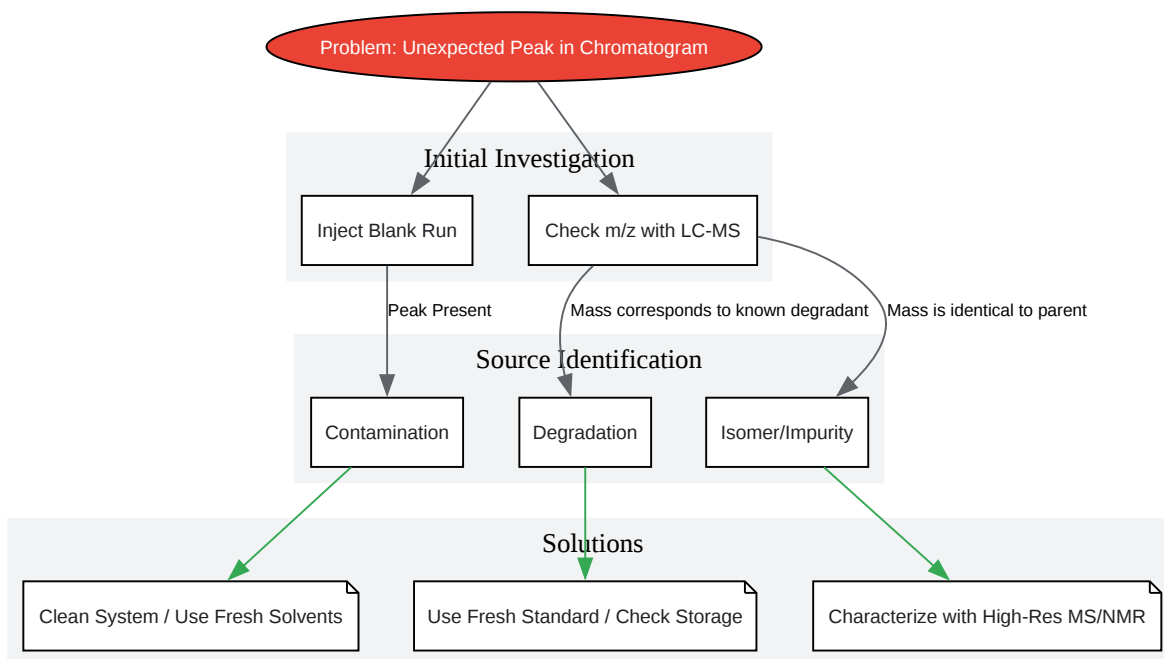 Problem: Unexpected Peak in Chromatogram
Initial Investigation
Inject Blank Run
Check m/z with LC-MS
Peak Present
Mass corresponds to known degradant
Mass is identical to parent
Source Identification
Contamination
Degradation
Isomer/Impurity
Solutions
Clean System / Use Fresh Solvents
Use Fresh Standard / Check Storage
Characterize with High-Res MS/NMR